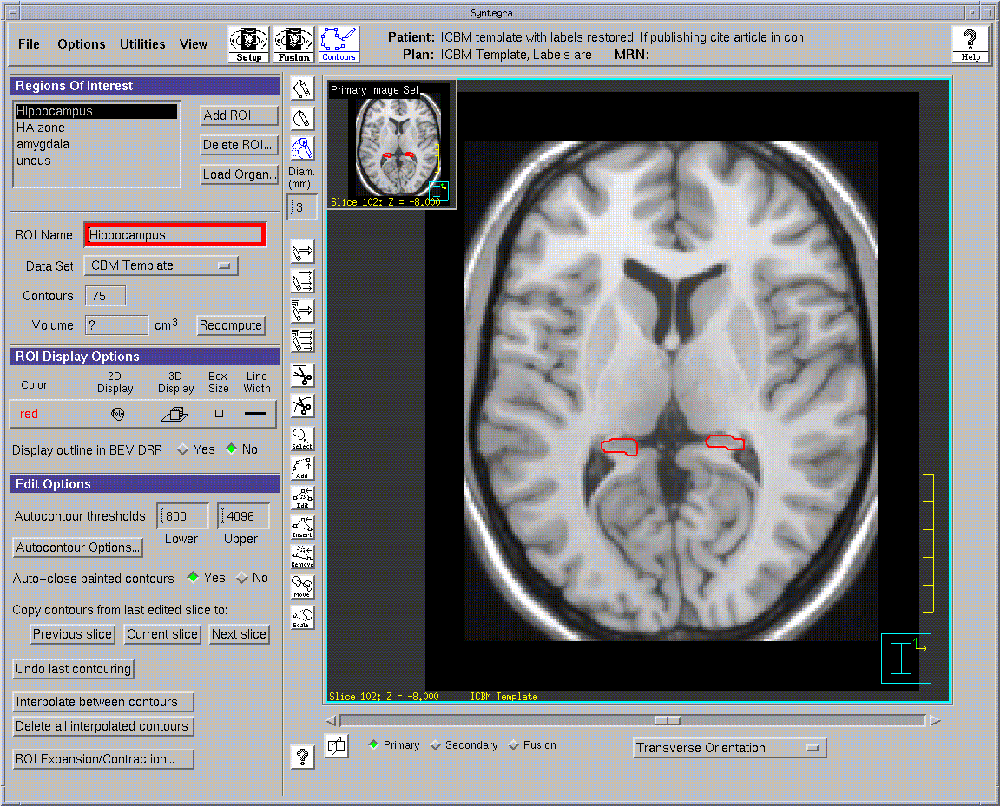 Syntegra
File Options Utilities View
Setup Fusion Contours
Patient: ICBM template with labels restored, If publishing cite article in con
Plan: ICBM Template, Labels are MRN:
Help
Regions Of Interest
Hippocampus
HA zone
amygdala
uncus
Add ROI
Delete ROI...
Load Organ...
ROI Name Hippocampus
Data Set ICBM Template
Contours 75
Volume ? cm3 Recompute
ROI Display Options
Color 2D Display 3D Display Box Size Line Width
red Poly
Display outline in BEV DRR Yes No
Edit Options
Autocontour thresholds 800 4096
Lower Upper
Autocontour Options...
Auto-close painted contours Yes No
Copy contours from last edited slice to:
Previous slice Current slice Next slice
Undo last contouring
Interpolate between contours
Delete all interpolated contours
ROI Expansion/Contraction...
Diam.
(mm)
3
Select
Add
Edit
Insert
Remove
Move
Scale
Primary Image Set
Slice 102: Z = -8.000
Slice 102: Z = -8.000 ICBM Template
Primary Secondary Fusion
Transverse Orientation